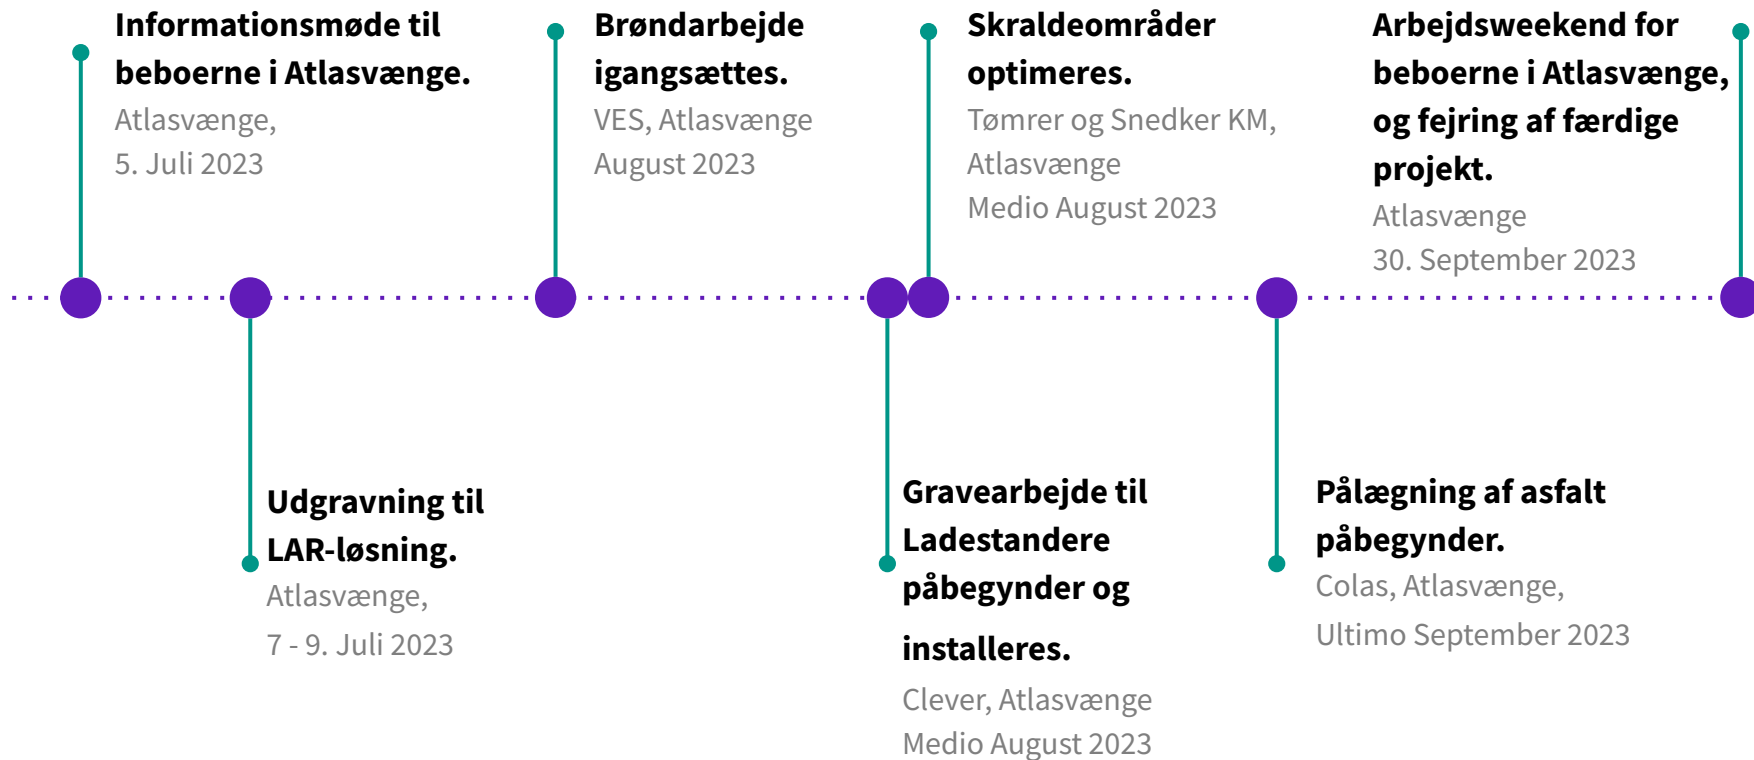 Informationsmøde til
beboerne i Atlasvænge.
Atlasvænge,
5. Juli 2023
Brøndarbejde
igangsættes.
VES, Atlasvænge
August 2023
Skraldeområder
optimeres.
Tømrer og Snedker KM,
Atlasvænge
Medio August 2023
Arbejdsweekend for
beboerne i Atlasvænge,
og fejring af færdige
projekt.
Atlasvænge
30. September 2023
Udgravning til
LAR-løsning.
Atlasvænge,
7 - 9. Juli 2023
Gravearbejde til
Ladestandere
påbegynder og
installeres.
Clever, Atlasvænge
Medio August 2023
Pålægning af asfalt
påbegynder.
Colas, Atlasvænge,
Ultimo September 2023